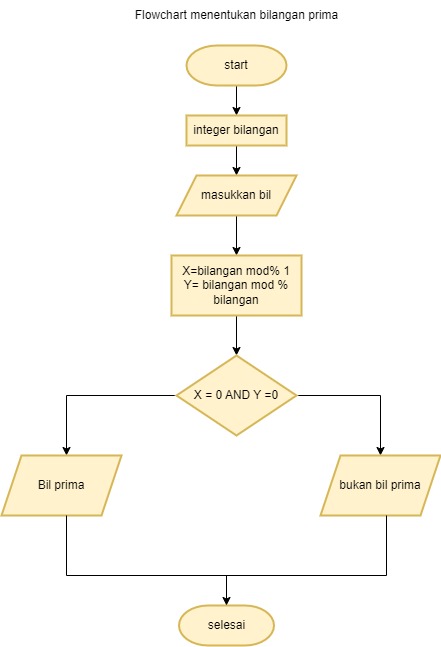 Flowchart menentukan bilangan prima
start
integer bilangan
masukkan bil
X=bilangan mod% 1
Y= bilangan mod %
bilangan
X = 0 AND Y =0
Bil prima
bukan bil prima
selesai